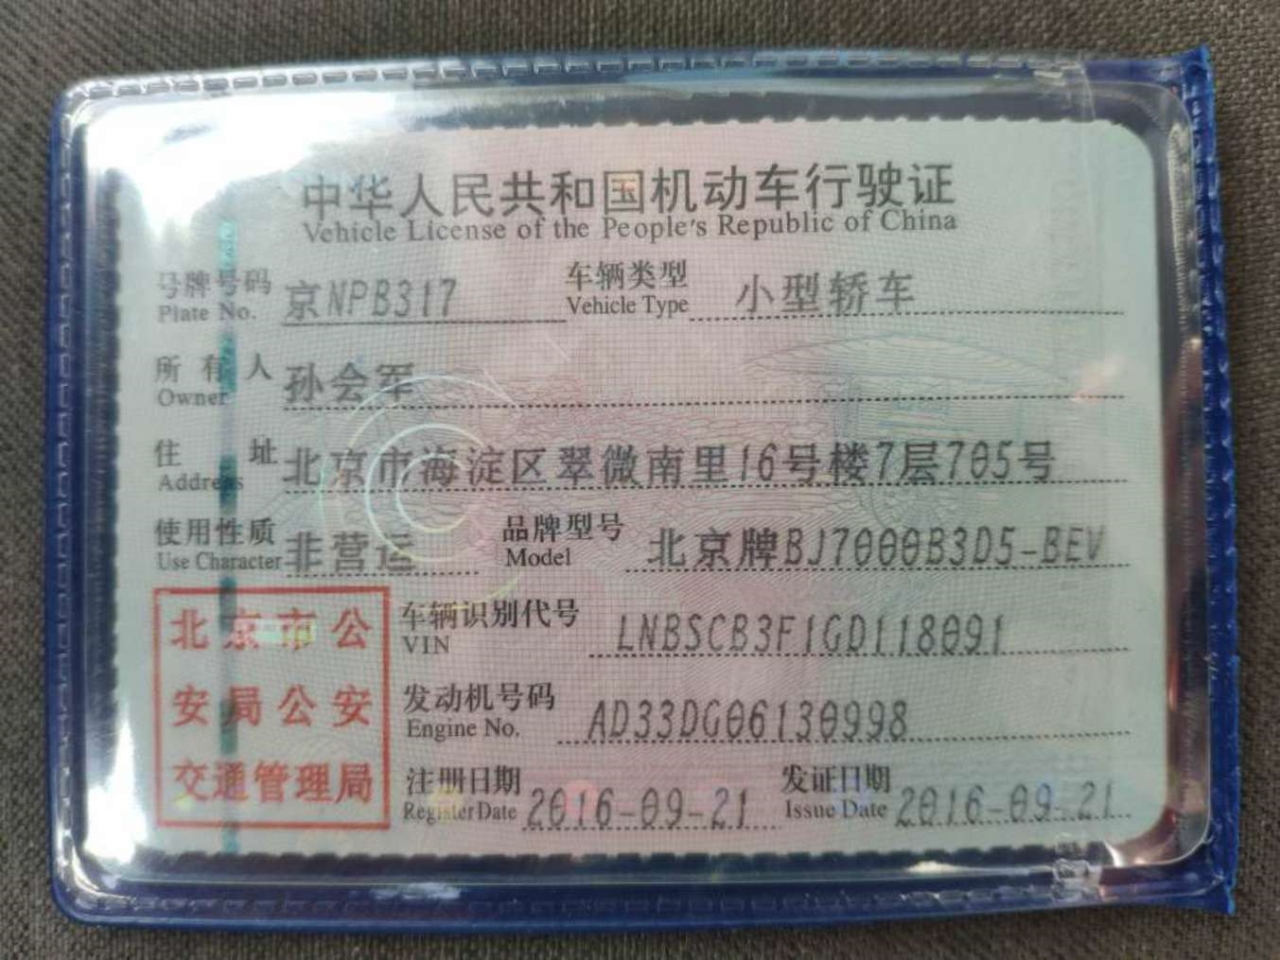 中华人民共和国机动车行驶证
Vehicle License of the People's Republic of China
号牌号码 京NPB317 车辆类型 小型轿车
Plate No. Vehicle Type
所有人 孙会军
Owner
住址 北京市海淀区翠微南里16号楼7层705号
Address
使用性质 非营运 品牌型号 北京牌BJ7000B3D5-BEV
Use Character Model
北京市公
安局公安
交通管理局
车辆识别代号 LNBSCB3F1GD118091
VIN
发动机号码 AD33DG06130998
Engine No.
注册日期 2016-09-21 发证日期 2016-09-21
Register Date Issue Date